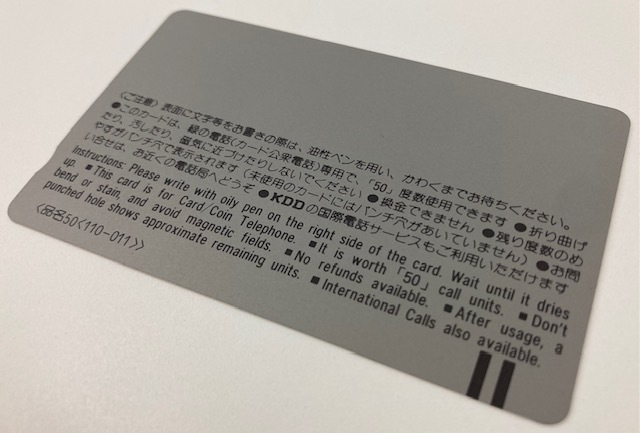 〈ご注意〉表面に文字等をお書きの際は、油性ペンを用い、かわくまでお待ちください。
●このカードは、緑の電話(カード公衆電話)専用で、「50」度数使用できます ●折り曲げ
たり、汚したり、磁気に近づけたりしないでください ●換金できません ●残り度数のめ
やすがパンチ穴で表示されます(未使用のカードにはパンチ穴があいていません) ●お問
い合せは、お近くの電話局へどうぞ ●KDDの国際電話サービスもご利用いただけます
Instructions: Please write with oily pen on the right side of the card. Wait until it dries
up. ■This card is for Card/Coin Telephone. ■It is worth「50」call units. ■Don't
bend or stain, and avoid magnetic fields. ■No refunds available. ■After usage, a
punched hole shows approximate remaining units. ■International Calls also available.
〈品名50〈110-011〉〉